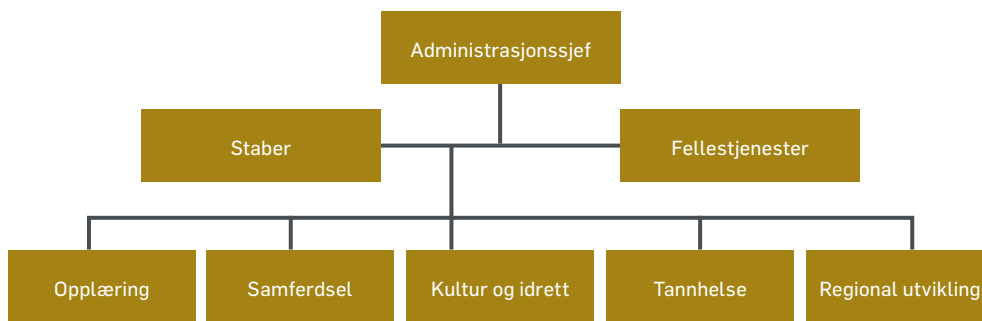 Administrasjonssjef
Staber
Fellestjenester
Opplæring
Samferdsel
Kultur og idrett
Tannhelse
Regional utvikling